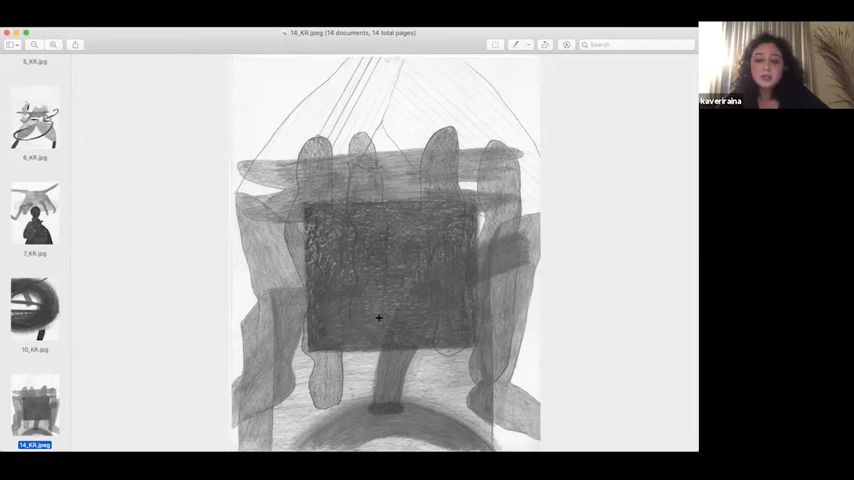 14_KR.jpeg (14 documents, 14 total pages)
Search
kaveriraina
5_KR.jpg
6_KR.jpg
7_KR.jpg
10_KR.jpg
14_KR.jpeg